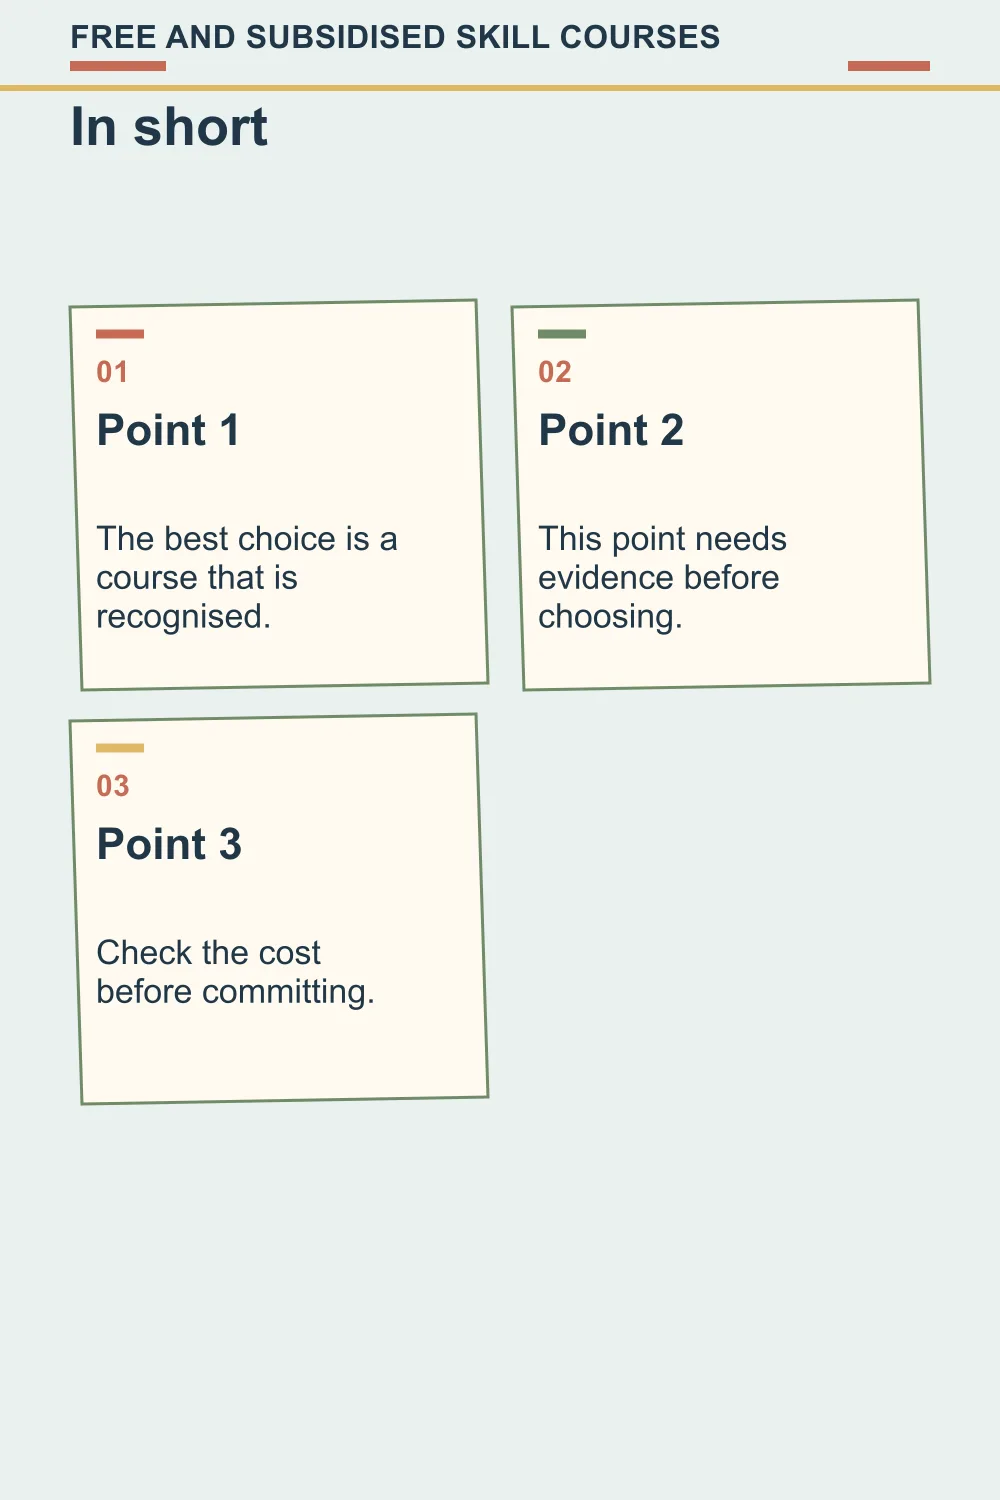 FREE AND SUBSIDISED SKILL COURSES
In short
01
Point 1
The best choice is a
course that is
recognised.
02
Point 2
This point needs
evidence before
choosing.
03
Point 3
Check the cost
before committing.